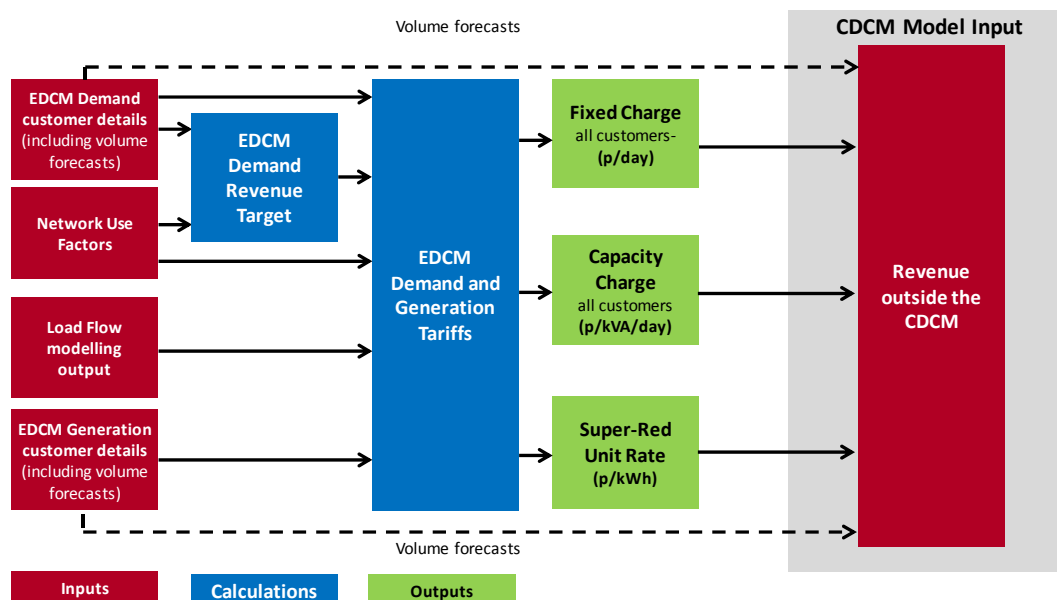 Volume forecasts
CDCM Model Input
EDCM Demand
customer details
(including volume
forecasts)
EDCM
Demand
Revenue
Target
Network Use
Factors
Load Flow
modelling
output
EDCM Generation
customer details
(including volume
forecasts)
EDCM
Demand and
Generation
Tariffs
Fixed Charge
all customers-
(p/day)
Capacity
Charge
all customers
(p/kVA/day)
Super-Red
Unit Rate
(p/kWh)
Revenue
outside the
CDCM
Volume forecasts
Inputs
Calculations
Outputs